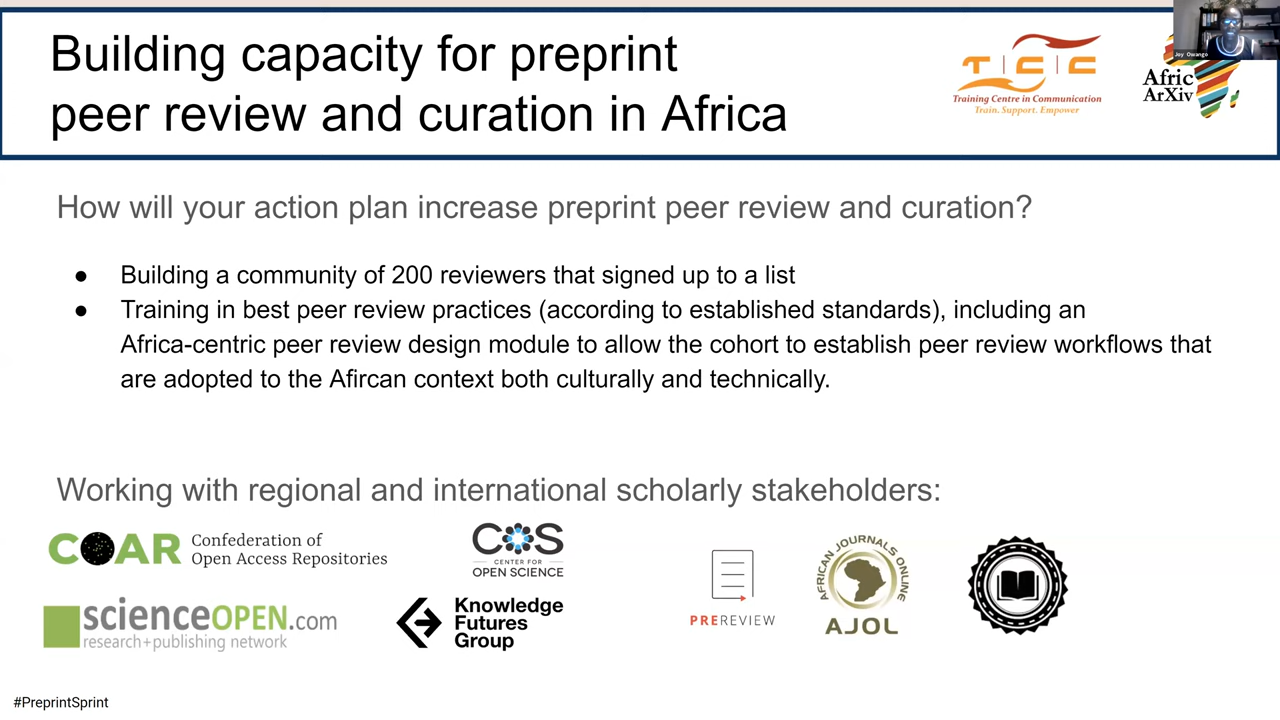 Building capacity for preprint
peer review and curation in Africa
T C C
Training Centre in Communication
Train. Support. Empower
Afric
ArXiv
Joy Owango
How will your action plan increase preprint peer review and curation?
● Building a community of 200 reviewers that signed up to a list
● Training in best peer review practices (according to established standards), including an
Africa-centric peer review design module to allow the cohort to establish peer review workflows that
are adopted to the Afircan context both culturally and technically.
Working with regional and international scholarly stakeholders:
COAR
Confederation of
Open Access Repositories
COS
CENTER FOR
OPEN SCIENCE
scienceOPEN.com
research+publishing network
Knowledge
Futures
Group
PREREVIEW
AFRICAN JOURNALS ONLINE
AJOL
#PreprintSprint